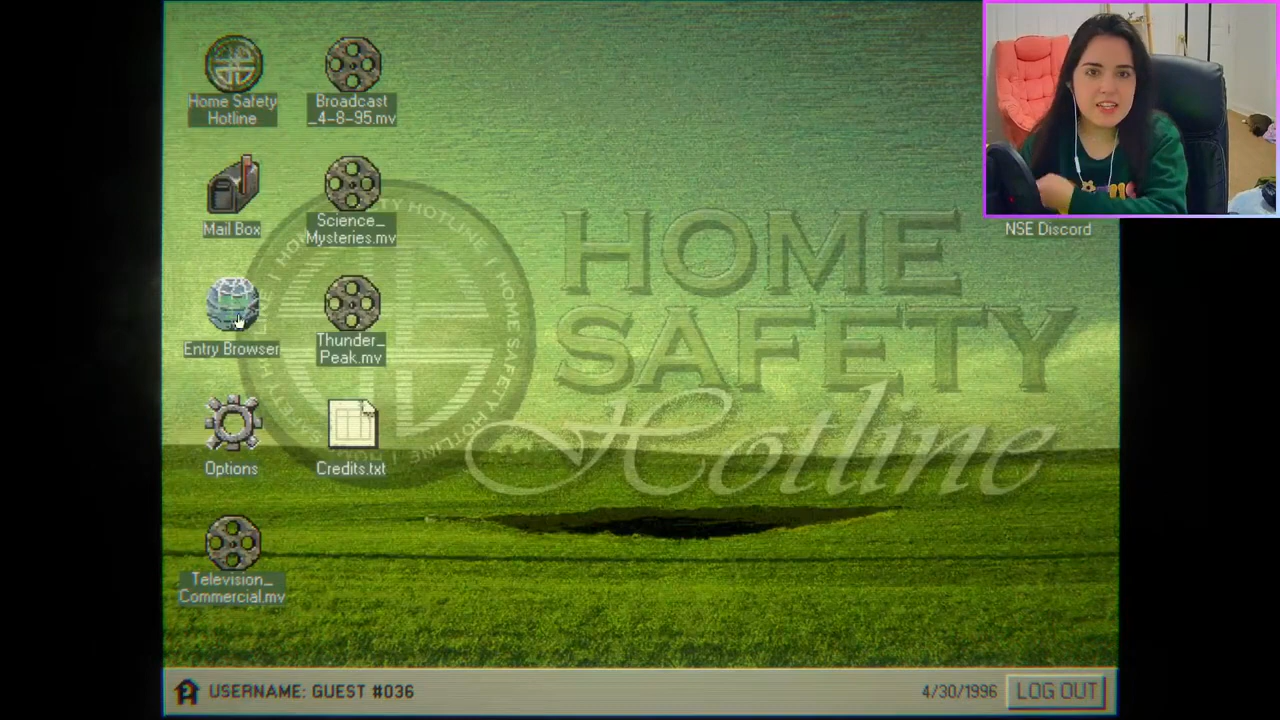 Home Safety
Hotline
Broadcast
_4-8-95.mv
Mail Box
Science_
Mysteries.mv
NSE Discord
Entry Browser
Thunder_
Peak.mv
Options
Credits.txt
Television_
Commercial.mv
HOME
SAFETY
Hotline
USERNAME: GUEST #036
4/30/1996
LOG OUT